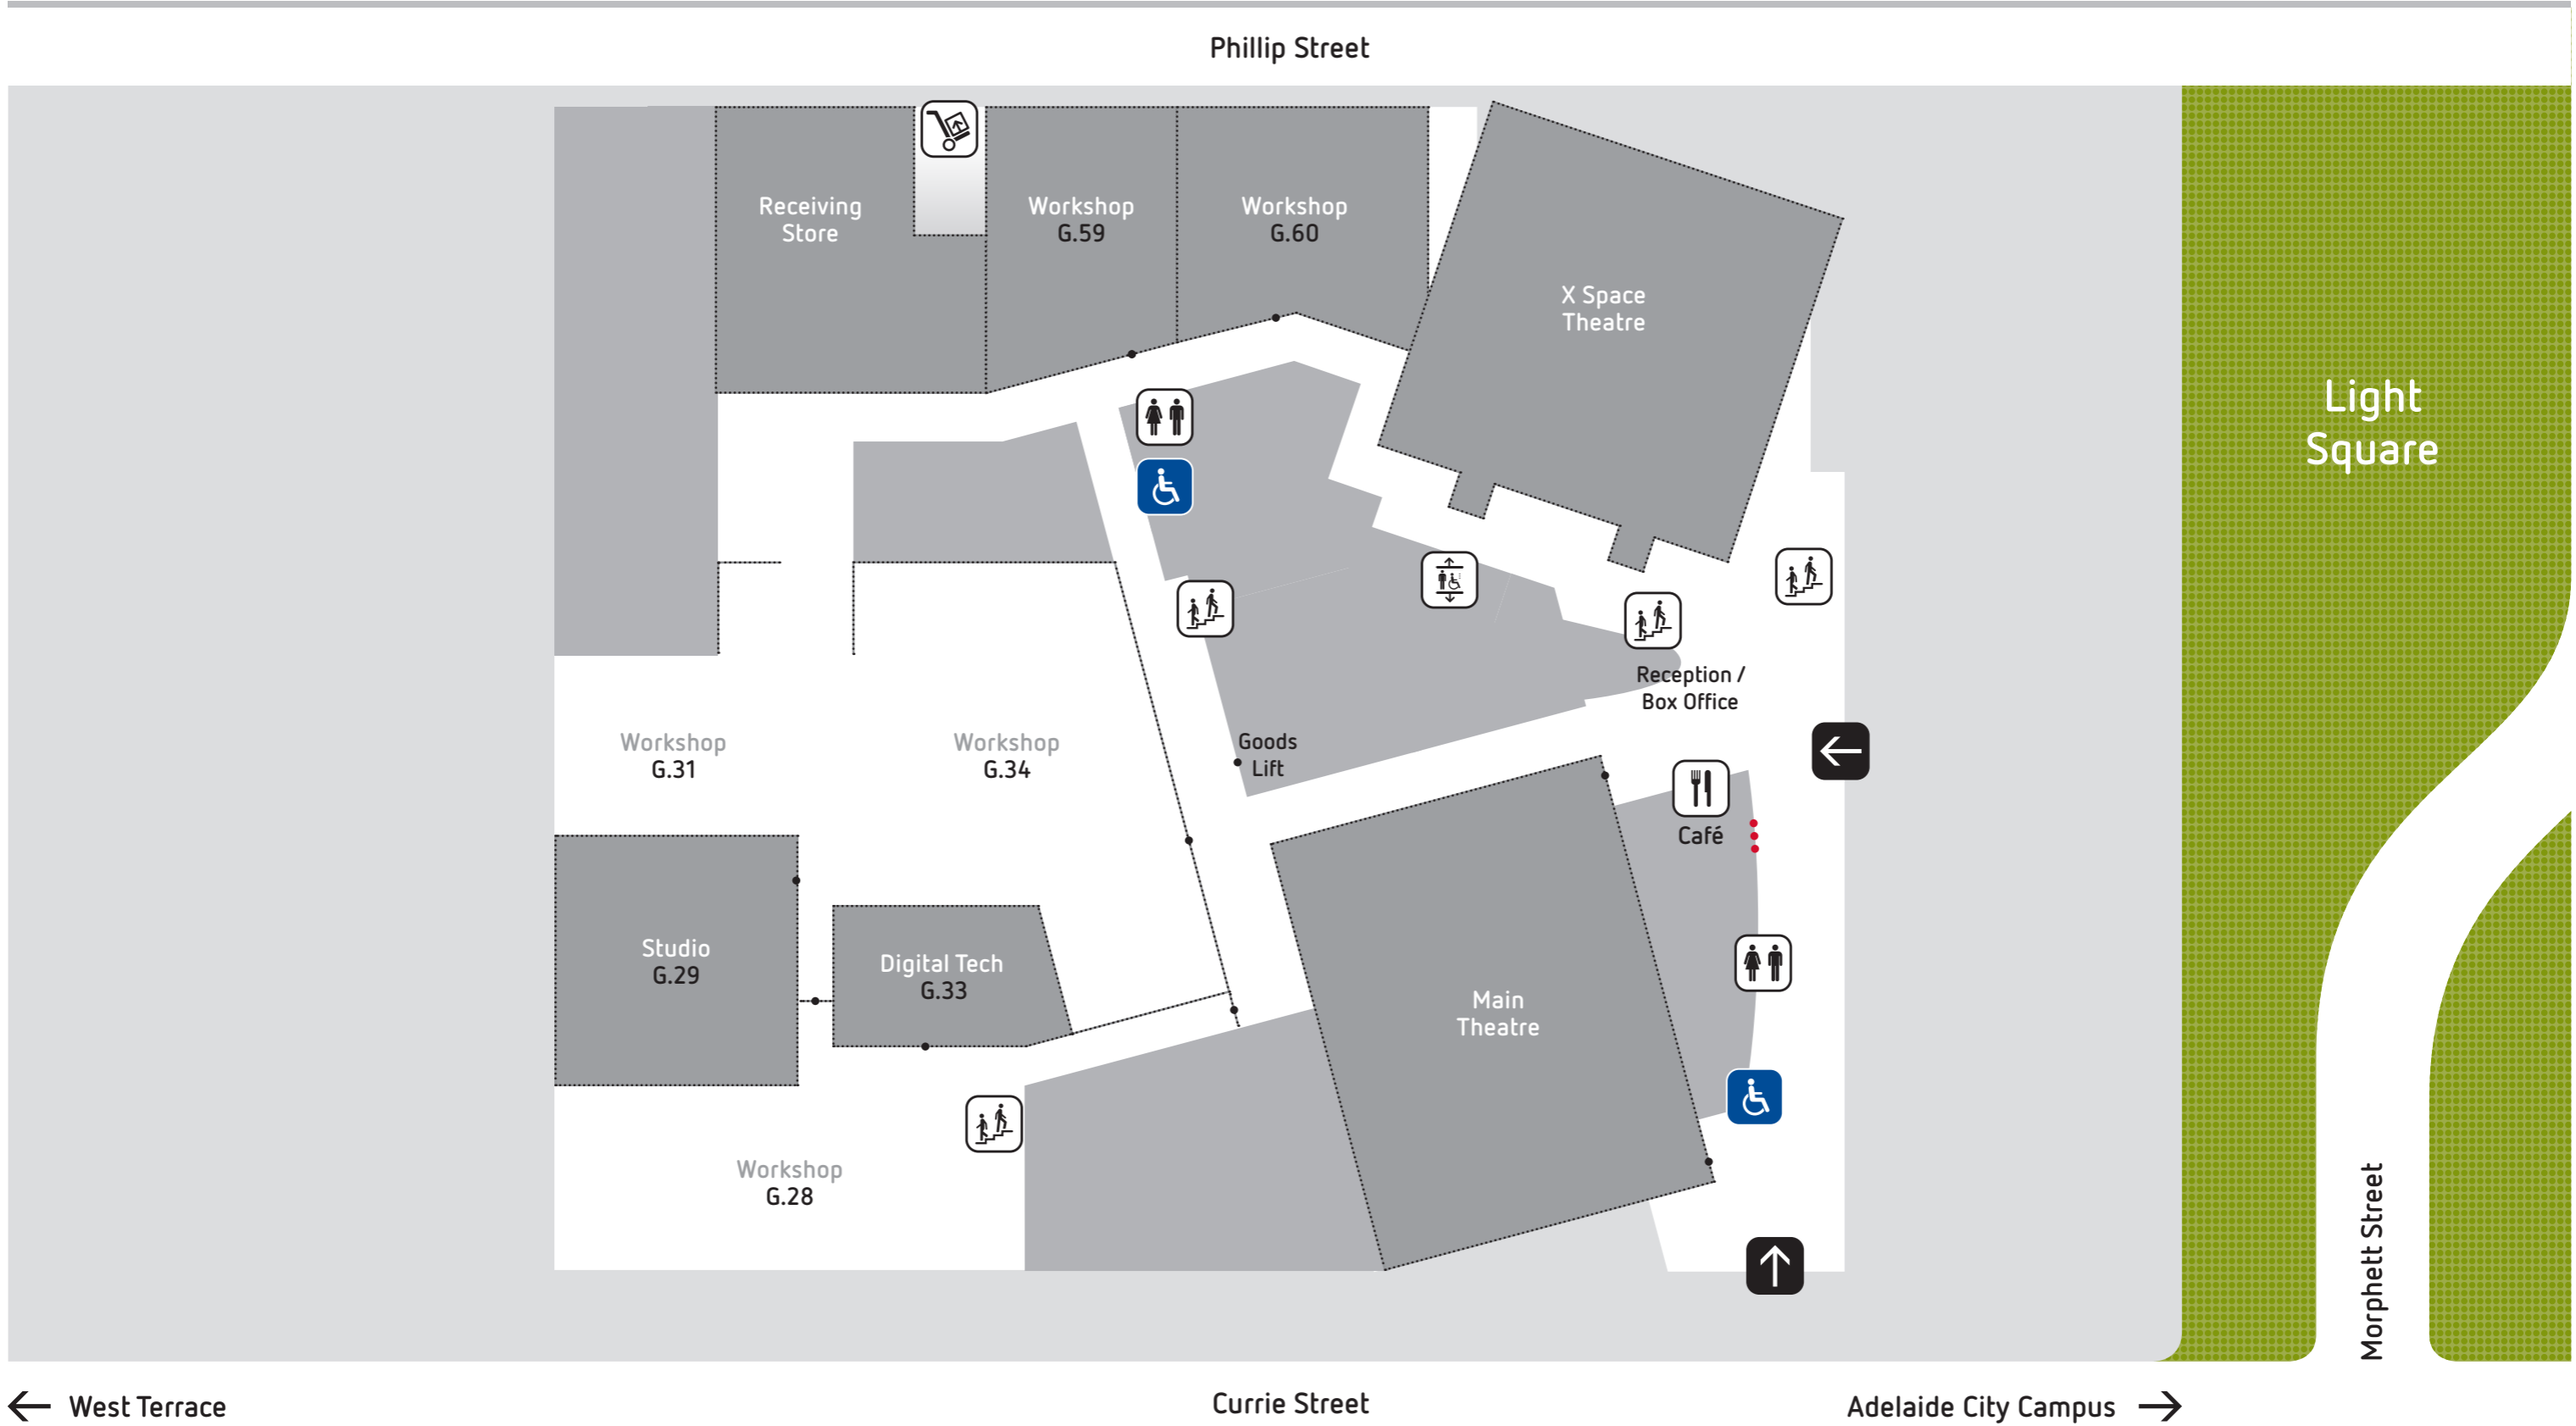 Phillip Street
Receiving
Store
Workshop
G.59
Workshop
G.60
X Space
Theatre
Light
Square
Reception /
Box Office
Goods
Lift
Workshop
G.31
Workshop
G.34
Café
Studio
G.29
Digital Tech
G.33
Main
Theatre
Workshop
G.28
Morphett Street
West Terrace
Currie Street
Adelaide City Campus